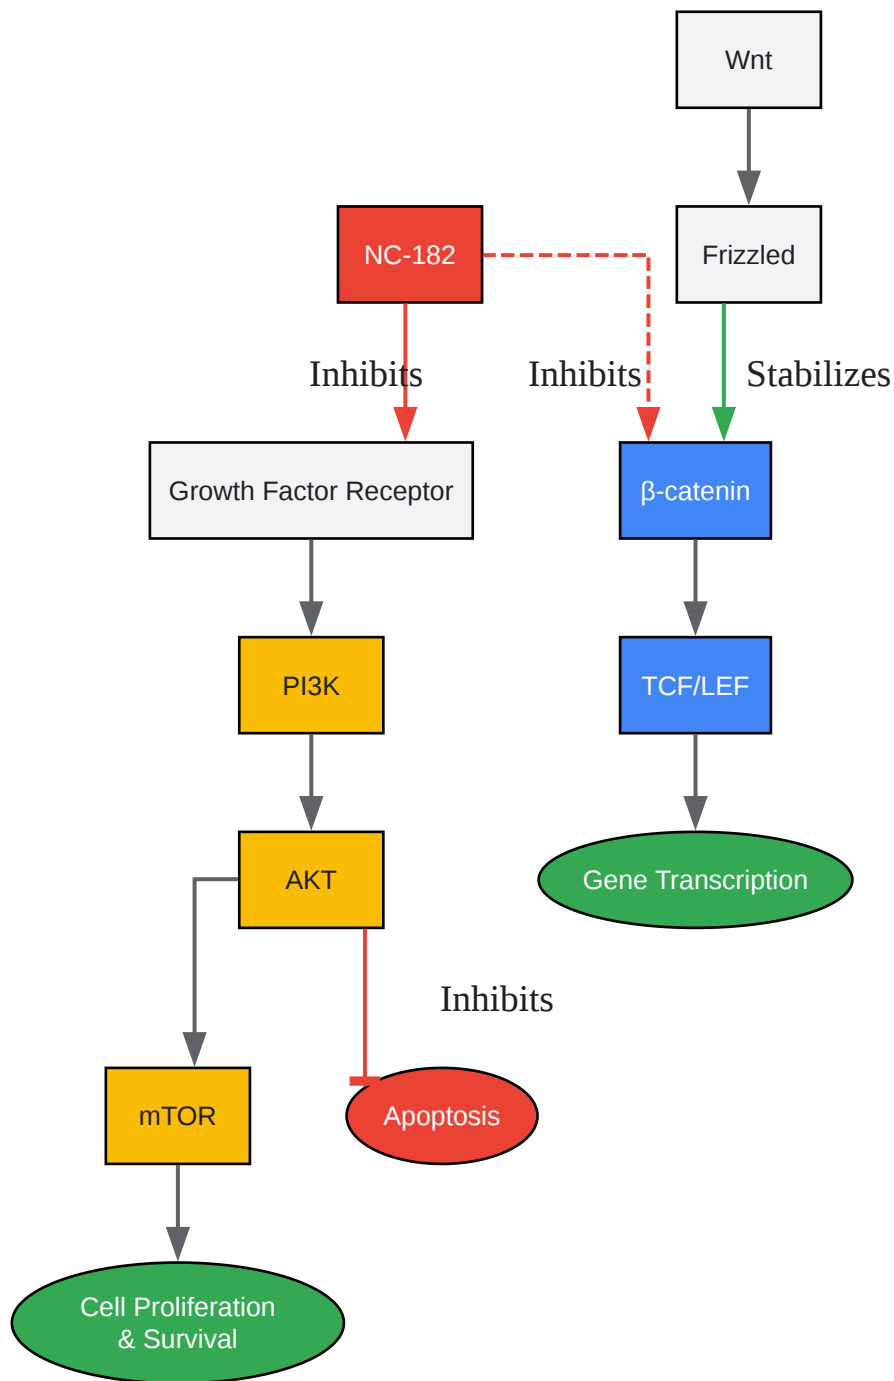 Wnt
NC-182
Frizzled
Inhibits
Inhibits
Stabilizes
Growth Factor Receptor
β-catenin
PI3K
TCF/LEF
AKT
Gene Transcription
Inhibits
mTOR
Apoptosis
Cell Proliferation
& Survival